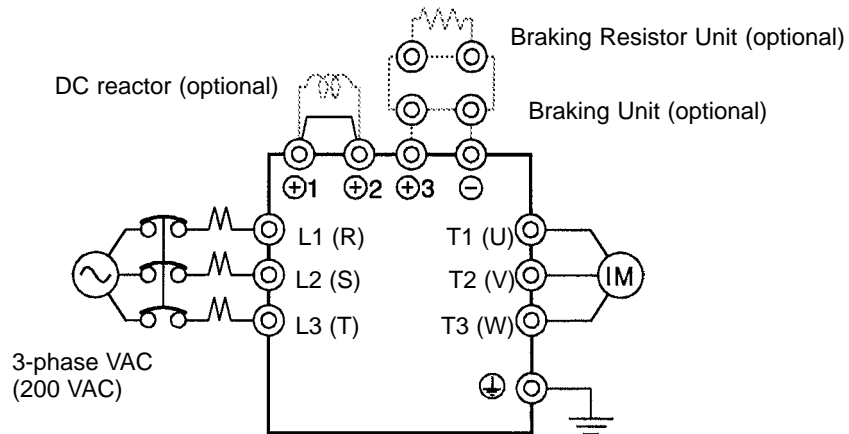 Braking Resistor Unit (optional)
DC reactor (optional)
Braking Unit (optional)
⊕1 ⊕2 ⊕3 ⊖
L1 (R) T1 (U)
L2 (S) T2 (V) IM
L3 (T) T3 (W)
3-phase VAC
(200 VAC)